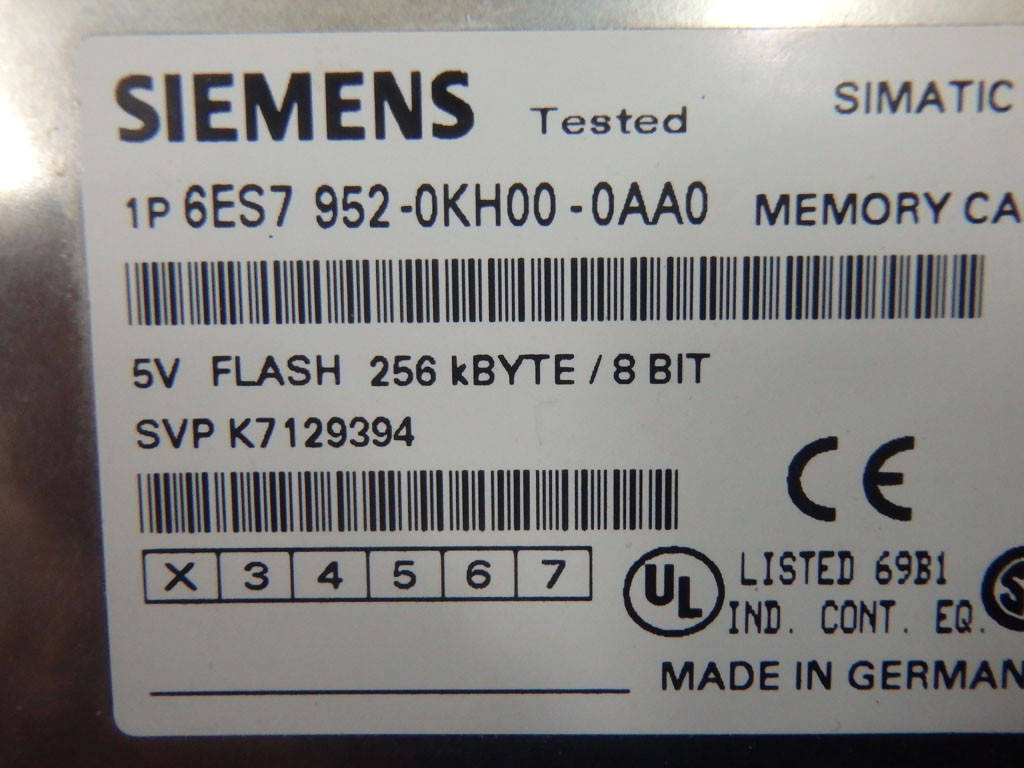 SIEMENS Tested SIMATIC
1P 6ES7 952-0KH00-0AA0 MEMORY CA
5V FLASH 256 kBYTE / 8 BIT
SVP K7129394
CE
X 3 4 5 6 7
UL LISTED 69B1
IND. CONT. EQ.
MADE IN GERMAN